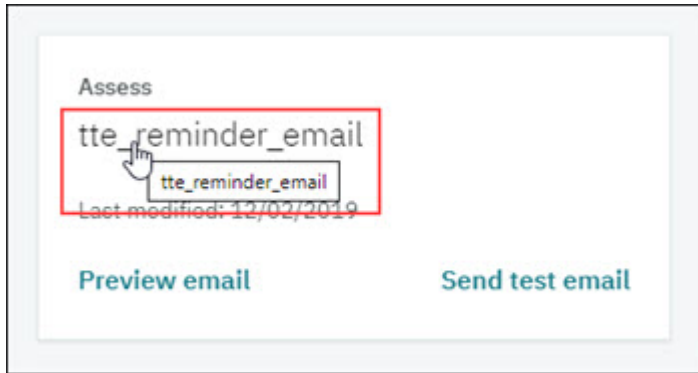 Assess
tte_reminder_email
tte_reminder_email
Last modified: 12/02/2019
Preview email
Send test email